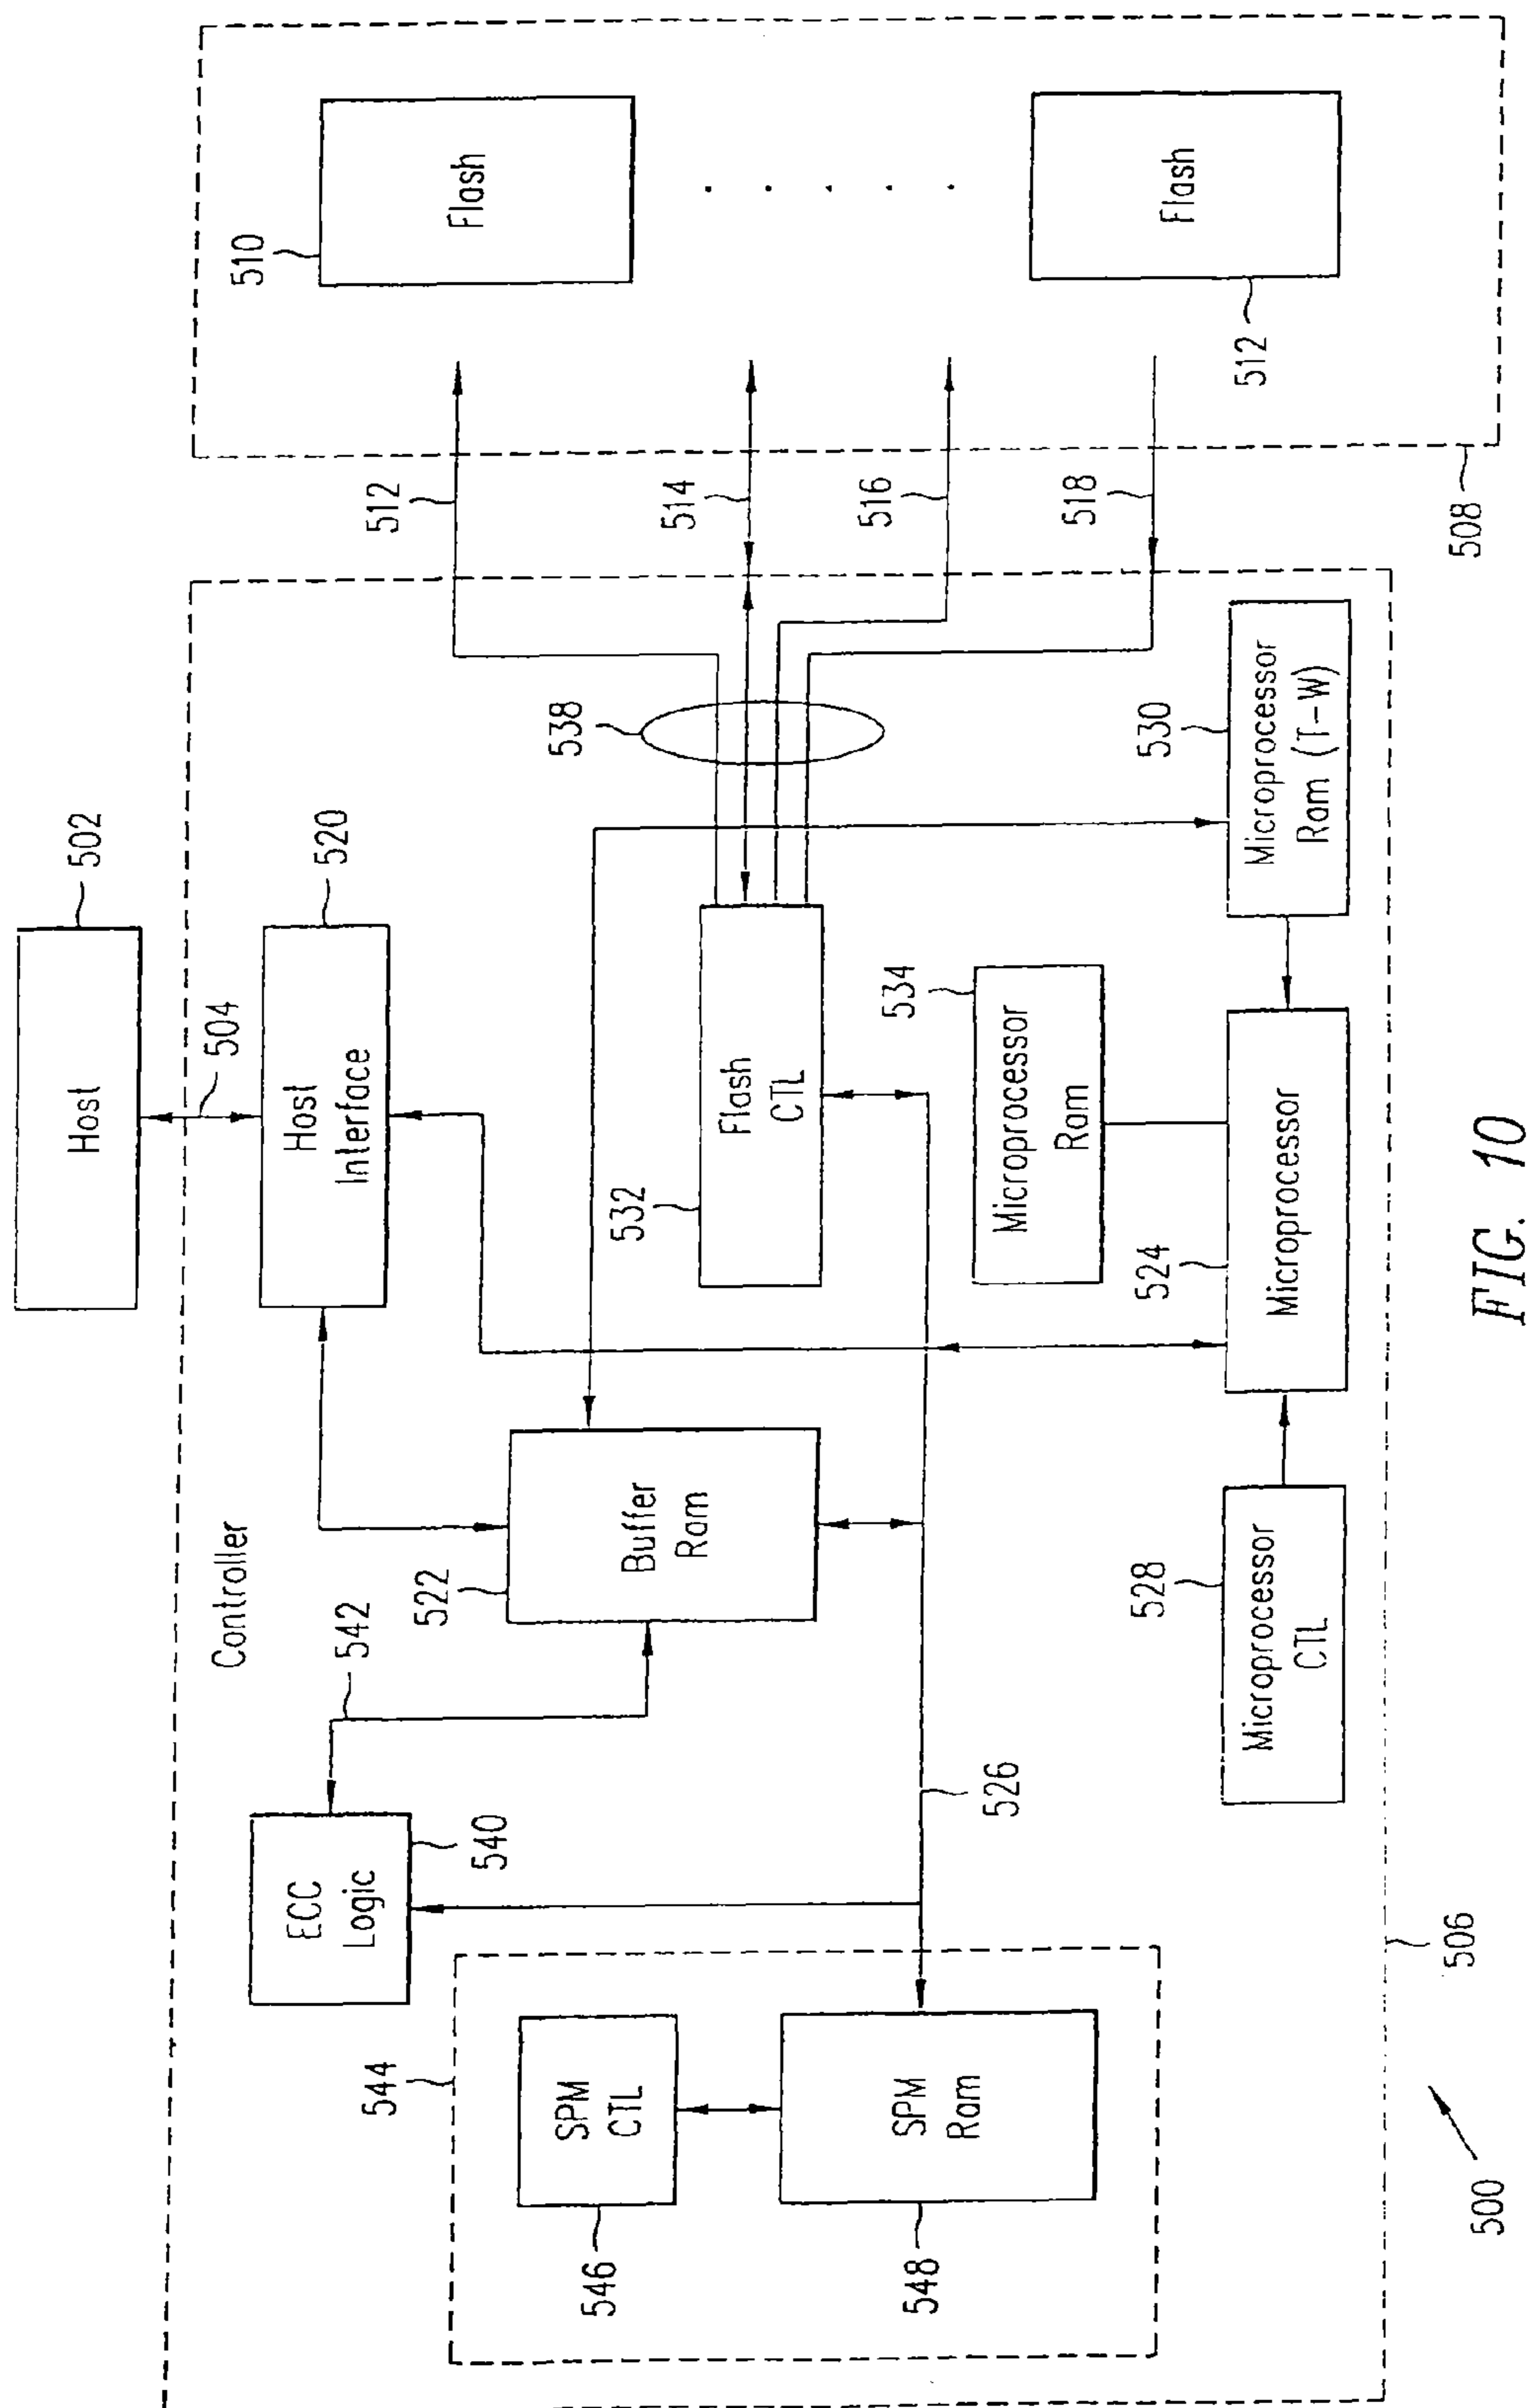 Host
502
504
Controller
ECC
Logic
540
542
Host
Interface
520
544
SPM
CTL
546
SPM
Ram
548
Buffer
Ram
522
526
Flash
CTL
532
538
512
514
516
518
510
Flash
. . . . .
Flash
512
508
Microprocessor
Ram
534
Microprocessor
CTL
528
Microprocessor
524
Microprocessor
Ram (T-W)
530
506
500
FIG. 10